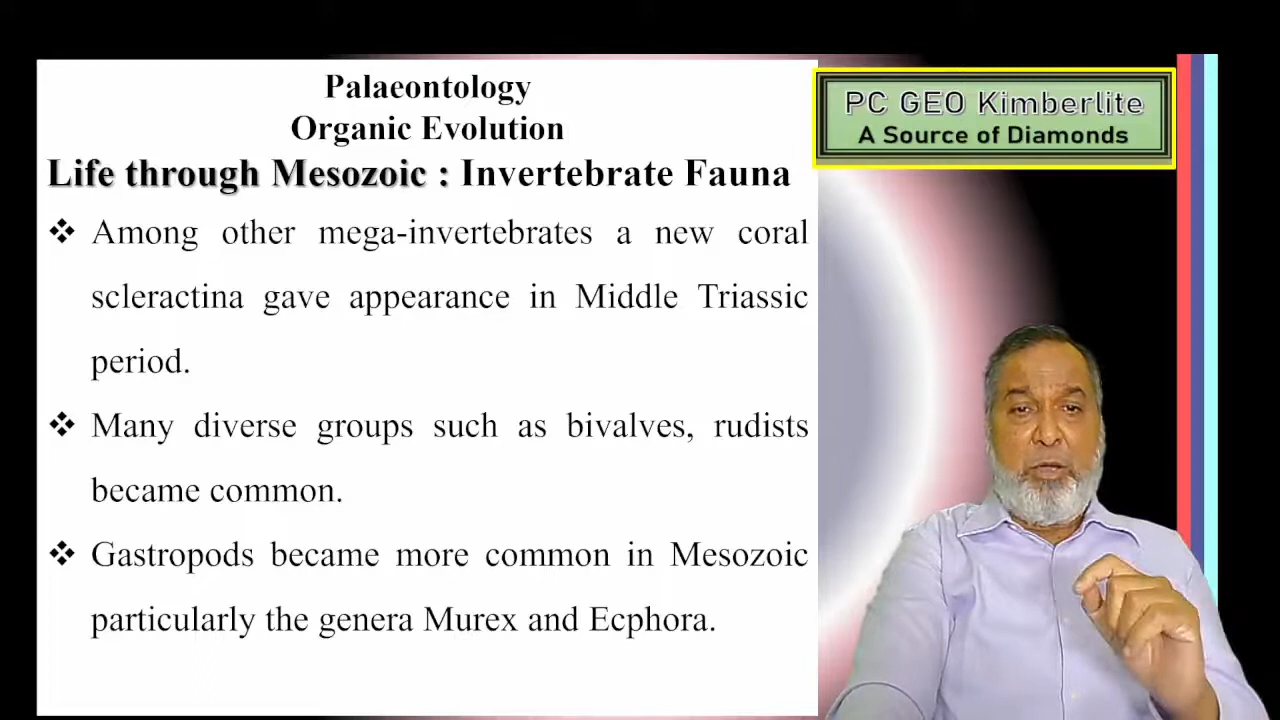 Palaeontology
Organic Evolution
Life through Mesozoic : Invertebrate Fauna
❖ Among other mega-invertebrates a new coral
scleractina gave appearance in Middle Triassic
period.
❖ Many diverse groups such as bivalves, rudists
became common.
❖ Gastropods became more common in Mesozoic
particularly the genera Murex and Ecphora.
PC GEO Kimberlite
A Source of Diamonds